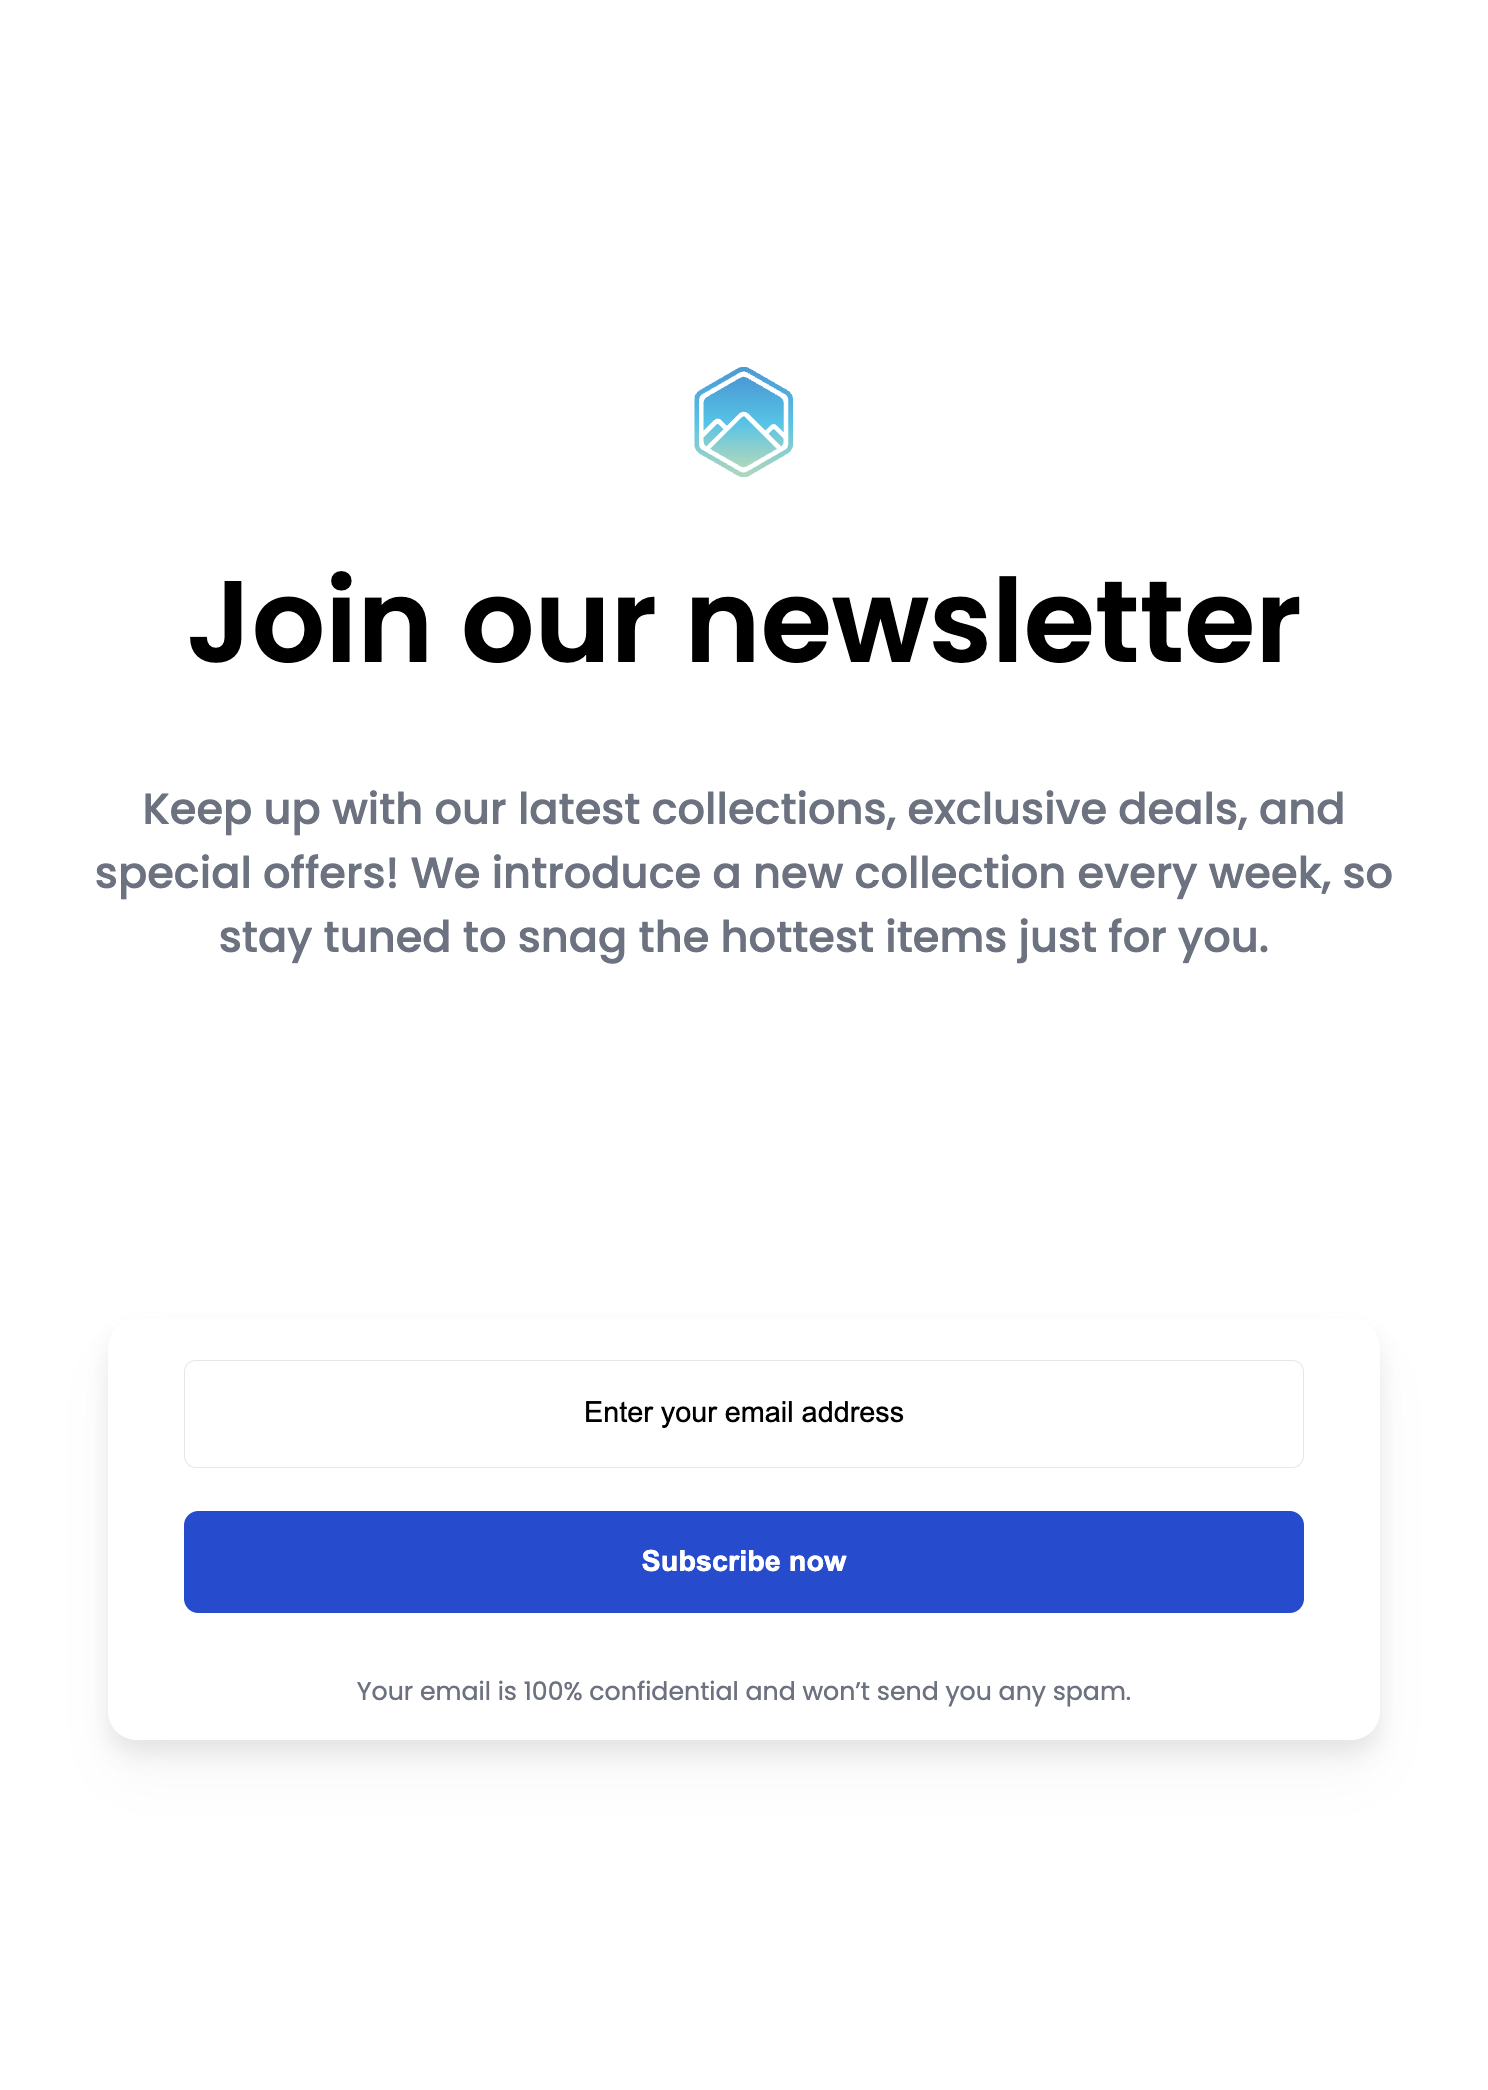 Join our newsletter
Keep up with our latest collections, exclusive deals, and
special offers! We introduce a new collection every week, so
stay tuned to snag the hottest items just for you.
Enter your email address
Subscribe now
Your email is 100% confidential and won’t send you any spam.